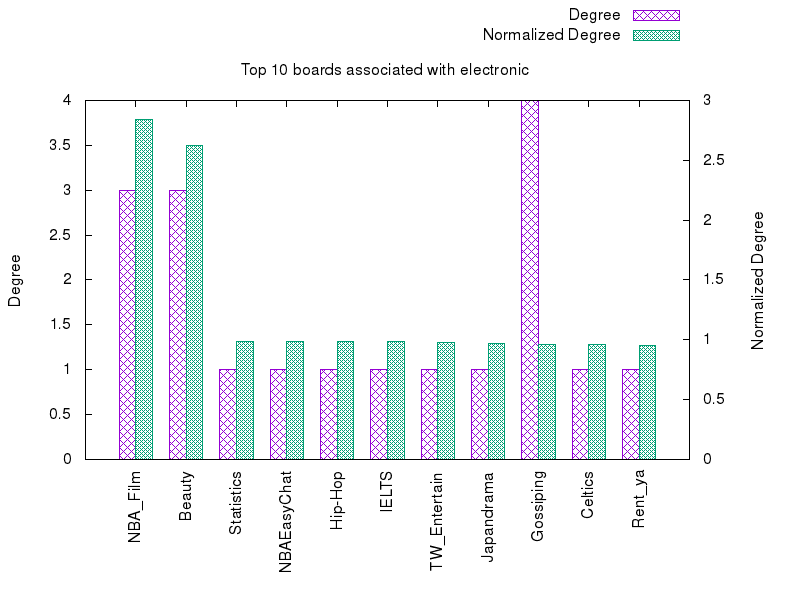 Degree
Normalized Degree
Top 10 boards associated with electronic
4
3.5
3
2.5
2
1.5
1
0.5
0
3
2.5
2
1.5
1
0.5
0
Degree
Normalized Degree
NBA_Film
Beauty
Statistics
NBAEasyChat
Hip-Hop
IELTS
TW_Entertain
Japandrama
Gossiping
Celtics
Rent_ya